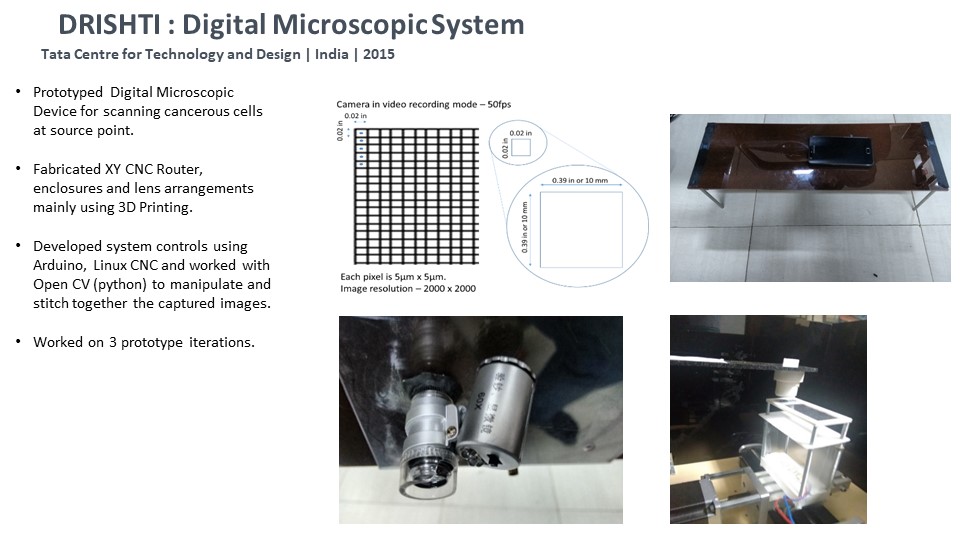 DRISHTI : Digital Microscopic System
Tata Centre for Technology and Design | India | 2015
• Prototyped Digital Microscopic
Device for scanning cancerous cells
at source point.
• Fabricated XY CNC Router,
enclosures and lens arrangements
mainly using 3D Printing.
• Developed system controls using
Arduino, Linux CNC and worked with
Open CV (python) to manipulate and
stitch together the captured images.
• Worked on 3 prototype iterations.
Camera in video recording mode – 50fps
0.02 in
0.02 in
0.02 in
0.02 in
0.39 in or 10 mm
0.39 in or 10 mm
Each pixel is 5µm x 5µm.
Image resolution – 2000 x 2000
60X